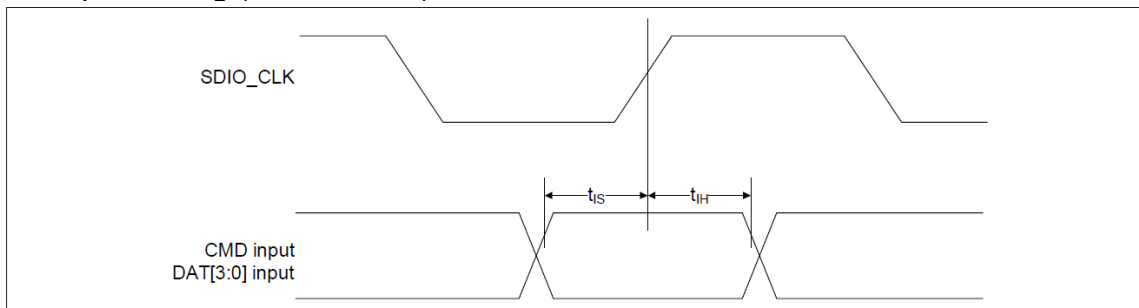 SDIO_CLK
tIS
tIH
CMD input
DAT[3:0] input